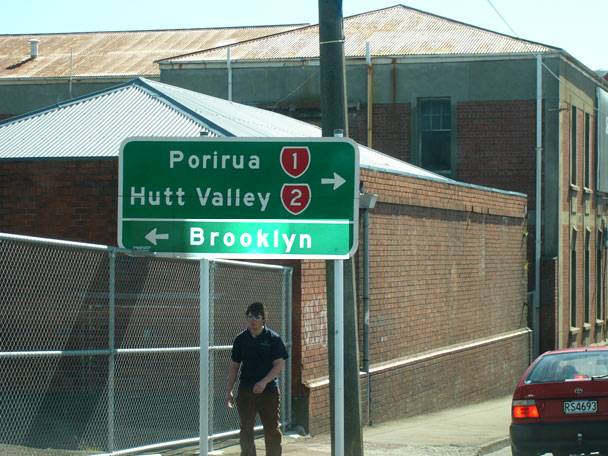 Porirua 1
Hutt Valley 2
Brooklyn
RS4693